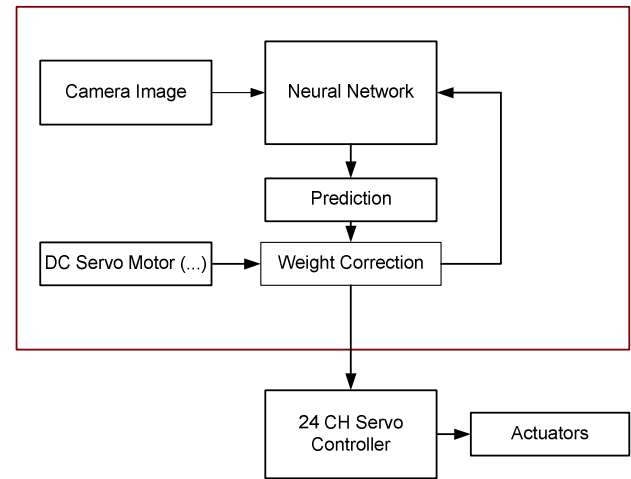 Camera Image
Neural Network
Prediction
DC Servo Motor (...)
Weight Correction
24 CH Servo
Controller
Actuators